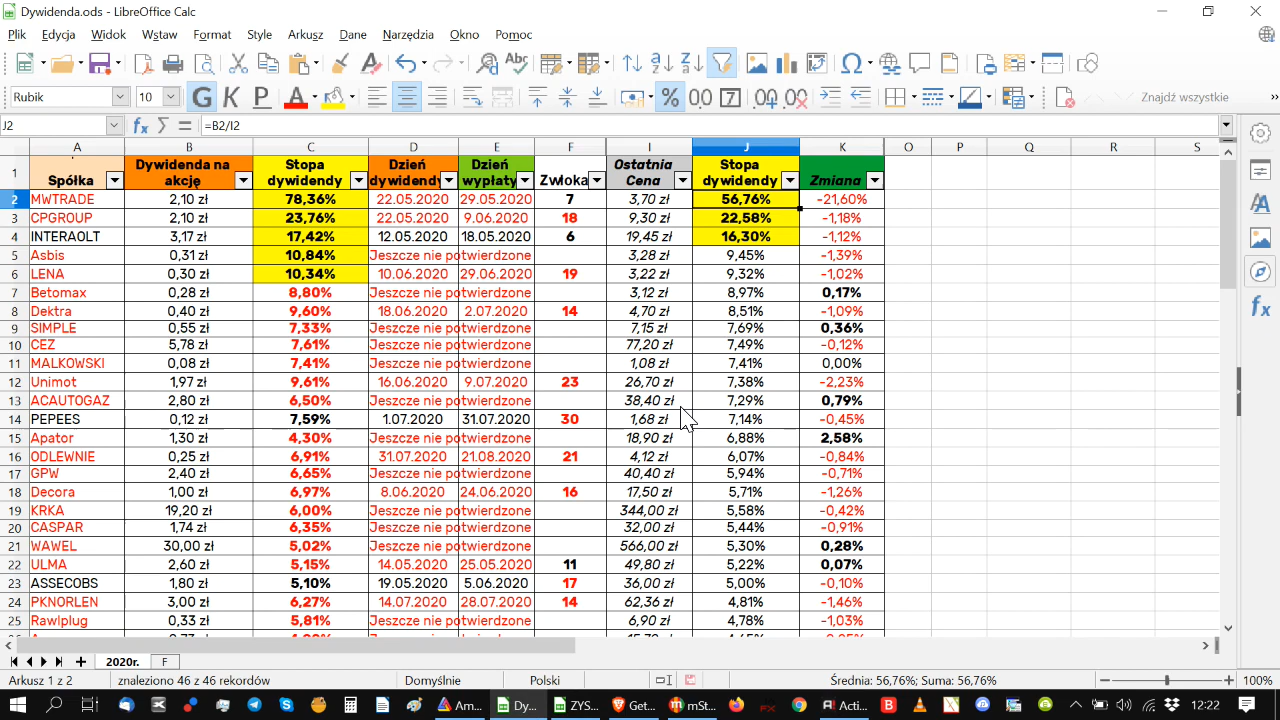 Dywidenda.ods - LibreOffice Calc
Plik Edycja Widok Wstaw Format Style Arkusz Dane Narzędzia Okno Pomoc
Rubik 10 G K P Znajdź wszystkie
J2 =B2/I2
A B C D E F I J K O P Q R S
1 Spółka Dywidenda na akcję Stopa dywidendy Dzień dywidendy Dzień wypłaty Zwłoka Ostatnia Cena Stopa dywidendy Zmiana
2 MWTRADE 2,10 zł 78,36% 22.05.2020 29.05.2020 7 3,70 zł 56,76% -21,60%
3 CPGROUP 2,10 zł 23,76% 22.05.2020 9.06.2020 18 9,30 zł 22,58% -1,18%
4 INTERAOLT 3,17 zł 17,42% 12.05.2020 18.05.2020 6 19,45 zł 16,30% -1,12%
5 Asbis 0,31 zł 10,84% Jeszcze nie potwierdzone 3,28 zł 9,45% -1,39%
6 LENA 0,30 zł 10,34% 10.06.2020 29.06.2020 19 3,22 zł 9,32% -1,02%
7 Betomax 0,28 zł 8,80% Jeszcze nie potwierdzone 3,12 zł 8,97% 0,17%
8 Dektra 0,40 zł 9,60% 18.06.2020 2.07.2020 14 4,70 zł 8,51% -1,09%
9 SIMPLE 0,55 zł 7,33% Jeszcze nie potwierdzone 7,15 zł 7,69% 0,36%
10 CEZ 5,78 zł 7,61% Jeszcze nie potwierdzone 77,20 zł 7,49% -0,12%
11 MALKOWSKI 0,08 zł 7,41% Jeszcze nie potwierdzone 1,08 zł 7,41% 0,00%
12 Unimot 1,97 zł 9,61% 16.06.2020 9.07.2020 23 26,70 zł 7,38% -2,23%
13 ACAUTOGAZ 2,80 zł 6,50% Jeszcze nie potwierdzone 38,40 zł 7,29% 0,79%
14 PEPEES 0,12 zł 7,59% 1.07.2020 31.07.2020 30 1,68 zł 7,14% -0,45%
15 Apator 1,30 zł 4,30% Jeszcze nie potwierdzone 18,90 zł 6,88% 2,58%
16 ODLEWNIE 0,25 zł 6,91% 31.07.2020 21.08.2020 21 4,12 zł 6,07% -0,84%
17 GPW 2,40 zł 6,65% Jeszcze nie potwierdzone 40,40 zł 5,94% -0,71%
18 Decora 1,00 zł 6,97% 8.06.2020 24.06.2020 16 17,50 zł 5,71% -1,26%
19 KRKA 19,20 zł 6,00% Jeszcze nie potwierdzone 344,00 zł 5,58% -0,42%
20 CASPAR 1,74 zł 6,35% Jeszcze nie potwierdzone 32,00 zł 5,44% -0,91%
21 WAWEL 30,00 zł 5,02% Jeszcze nie potwierdzone 566,00 zł 5,30% 0,28%
22 ULMA 2,60 zł 5,15% 14.05.2020 25.05.2020 11 49,80 zł 5,22% 0,07%
23 ASSECOBS 1,80 zł 5,10% 19.05.2020 5.06.2020 17 36,00 zł 5,00% -0,10%
24 PKNORLEN 3,00 zł 6,27% 14.07.2020 28.07.2020 14 62,36 zł 4,81% -1,46%
25 Rawlplug 0,33 zł 5,81% Jeszcze nie potwierdzone 6,90 zł 4,78% -1,03%
2020r. F
Arkusz 1 z 2 znaleziono 46 z 46 rekordów Domyślnie Polski Średnia: 56,76%; Suma: 56,76% 100%
Am... Dy... ZYS... Get... mSt... Acti... 12:22